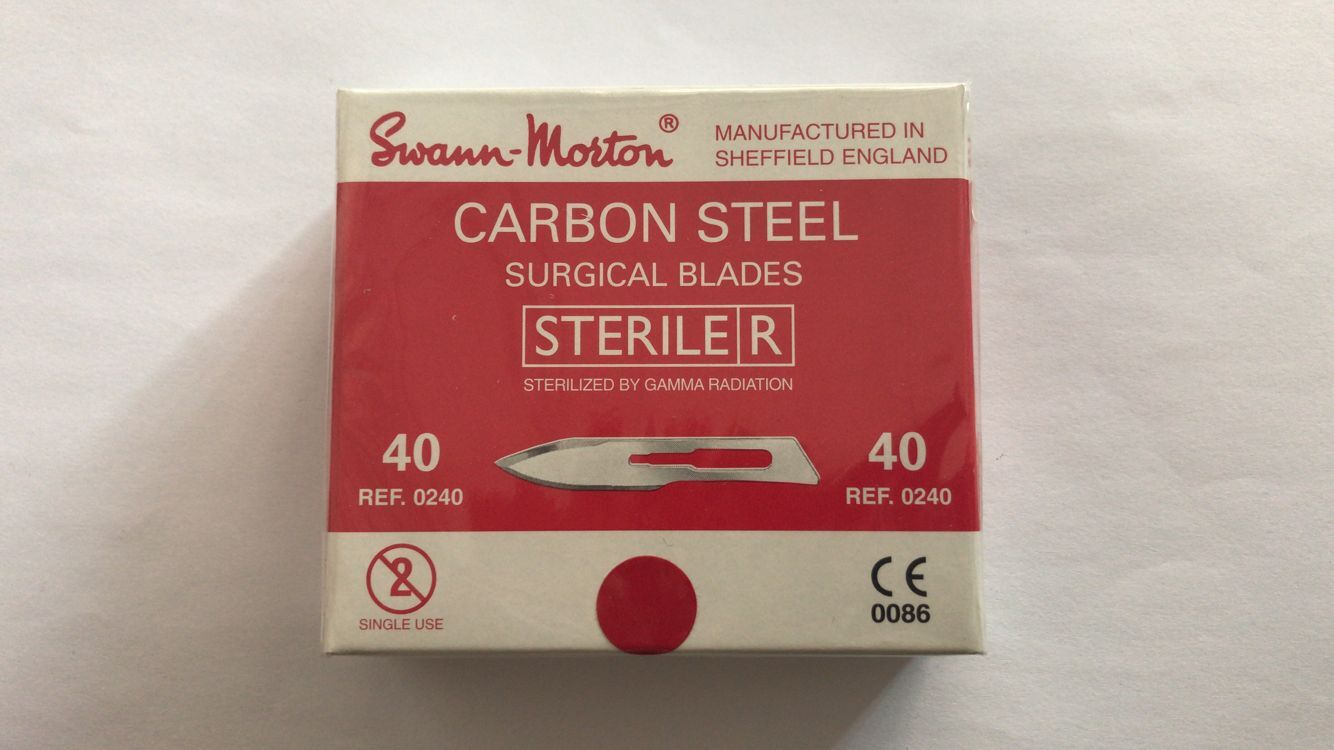 Swann-Morton®
MANUFACTURED IN
SHEFFIELD ENGLAND
CARBON STEEL
SURGICAL BLADES
STERILE R
STERILIZED BY GAMMA RADIATION
40
REF. 0240
40
REF. 0240
2
SINGLE USE
CE
0086